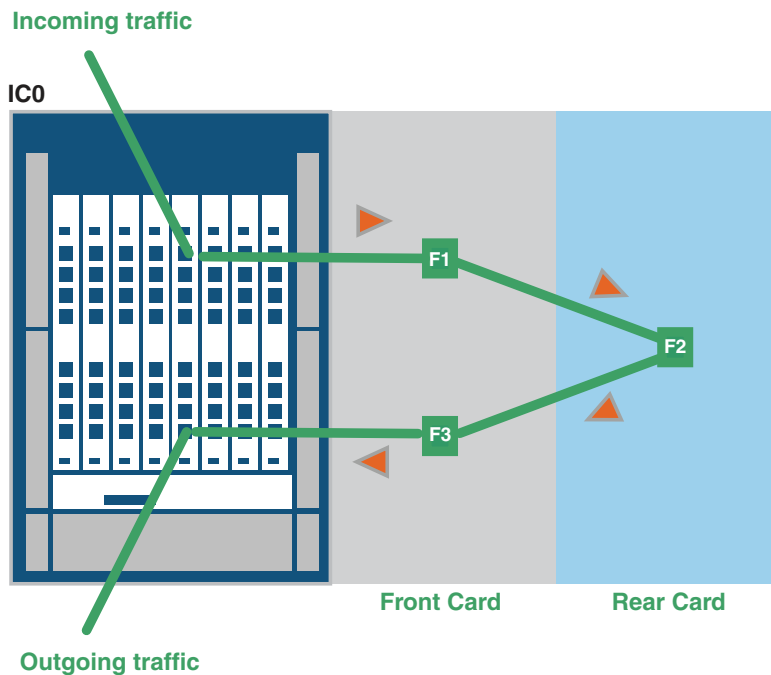 Incoming traffic
IC0
F1
F2
F3
Front Card
Rear Card
Outgoing traffic